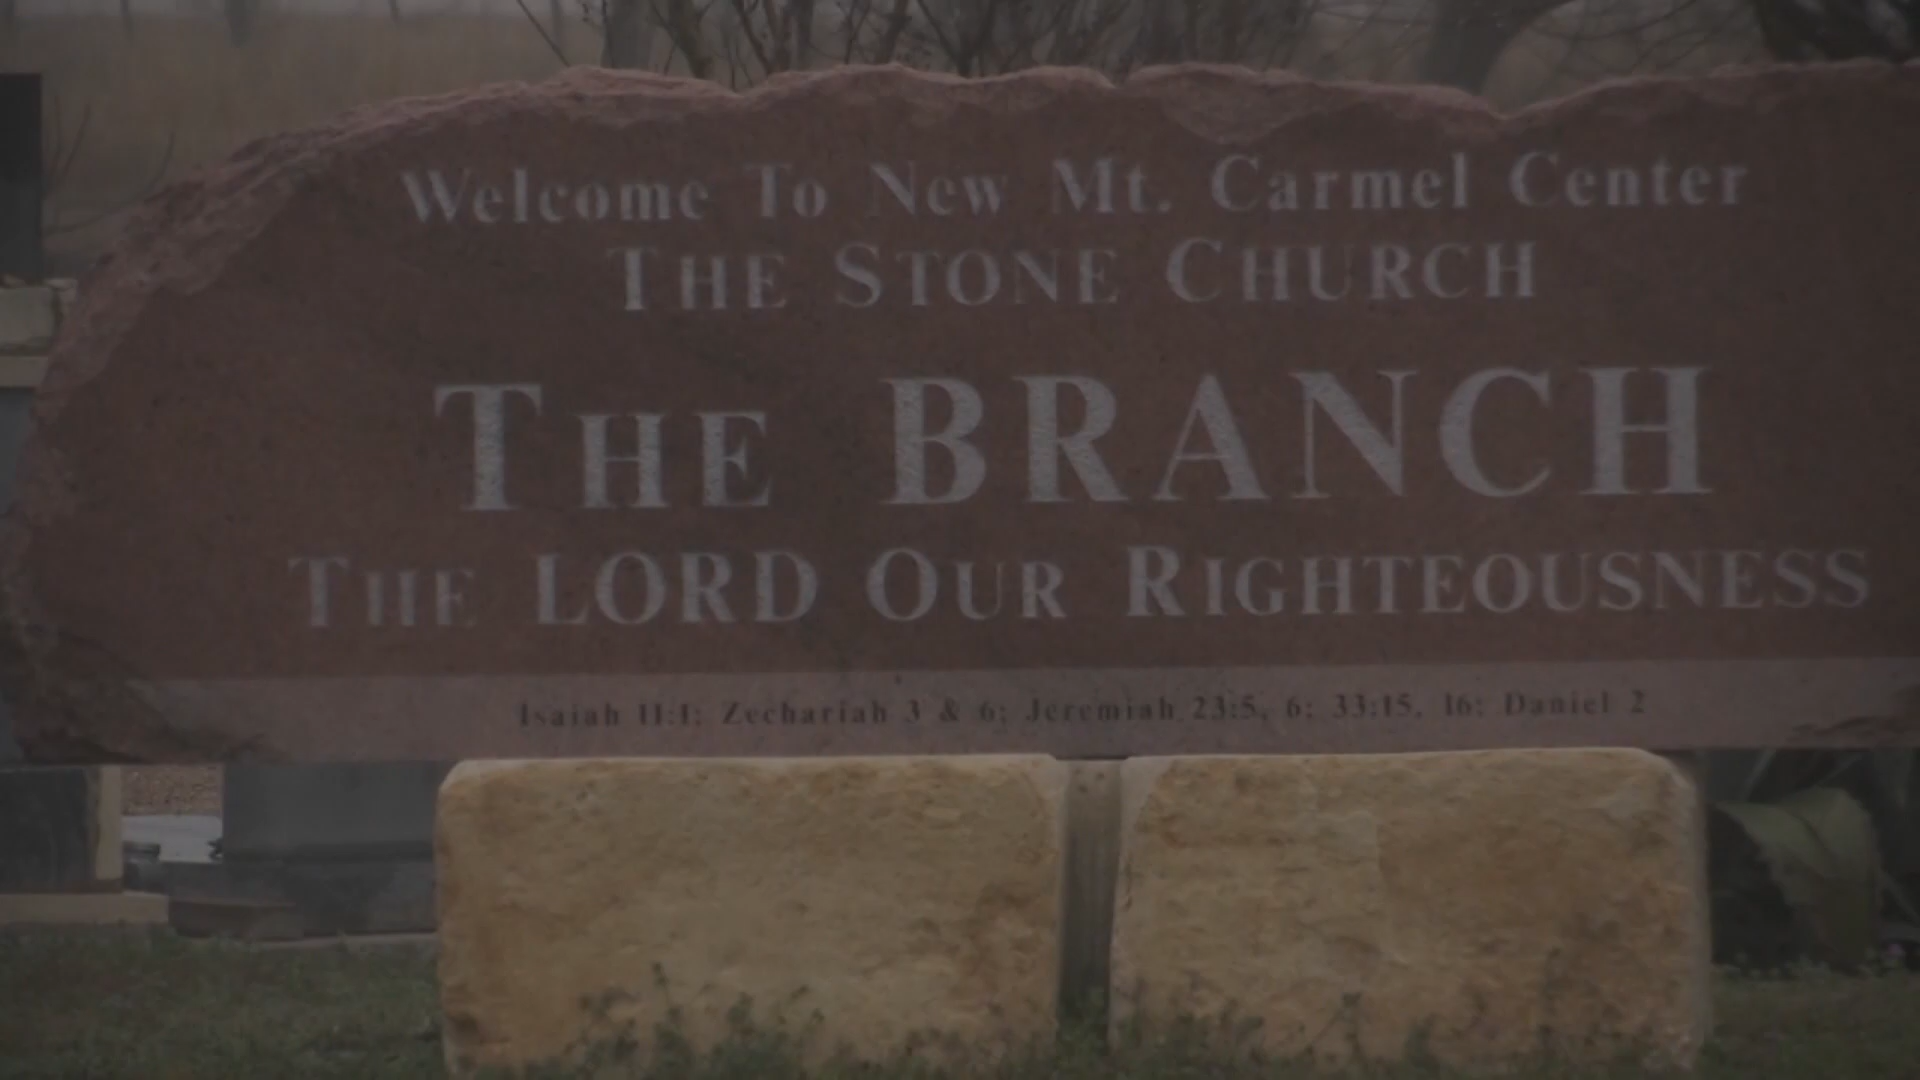 Welcome To New Mt. Carmel Center
THE STONE CHURCH
THE BRANCH
THE LORD OUR RIGHTEOUSNESS
Isaiah 11:1; Zechariah 3 & 6; Jeremiah 23:5, 6; 33:15, 16; Daniel 2